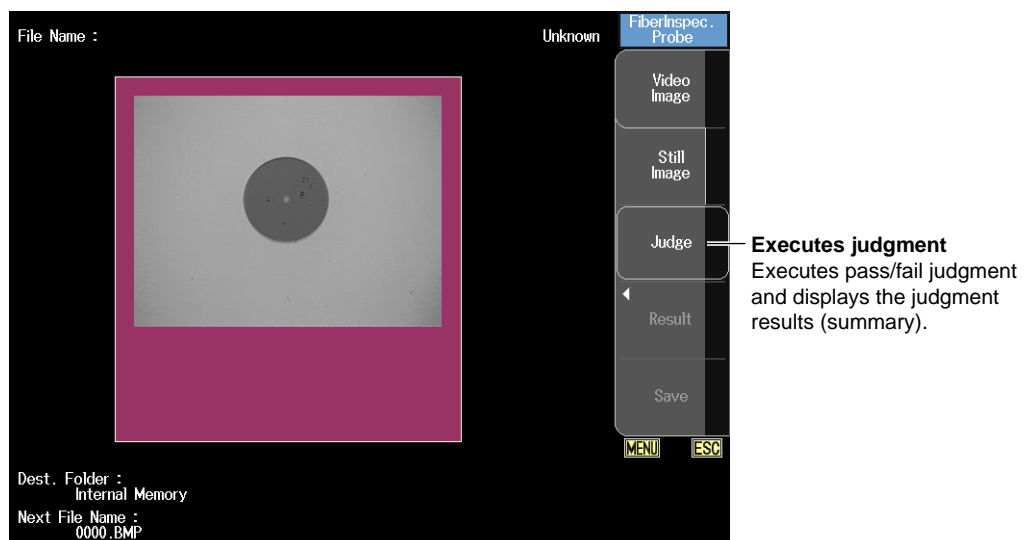 File Name :
Unknown
FiberInspec.
Probe
Video
Image
Still
Image
Judge
Executes judgment
Executes pass/fail judgment
and displays the judgment
results (summary).
Result
Save
MENU
ESC
Dest. Folder :
Internal Memory
Next File Name :
0000.BMP